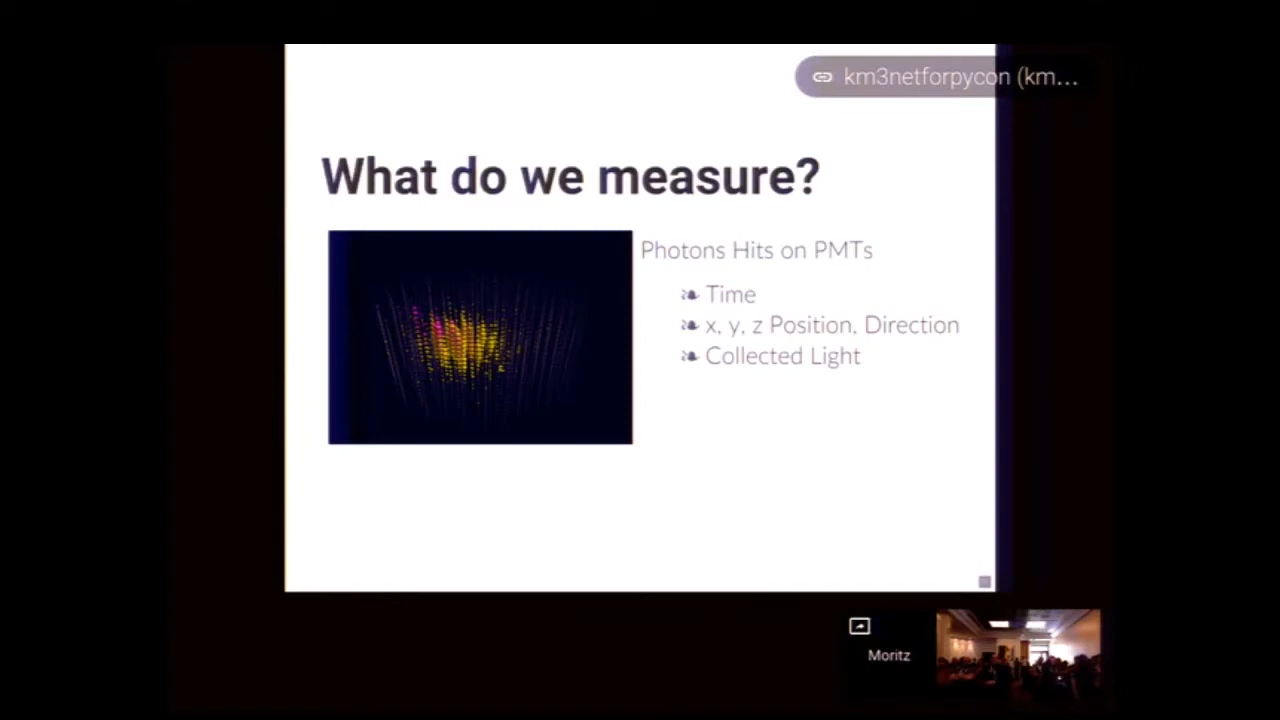 km3netforpycon (km...
What do we measure?
Photons Hits on PMTs
Time
x, y, z Position, Direction
Collected Light
Moritz